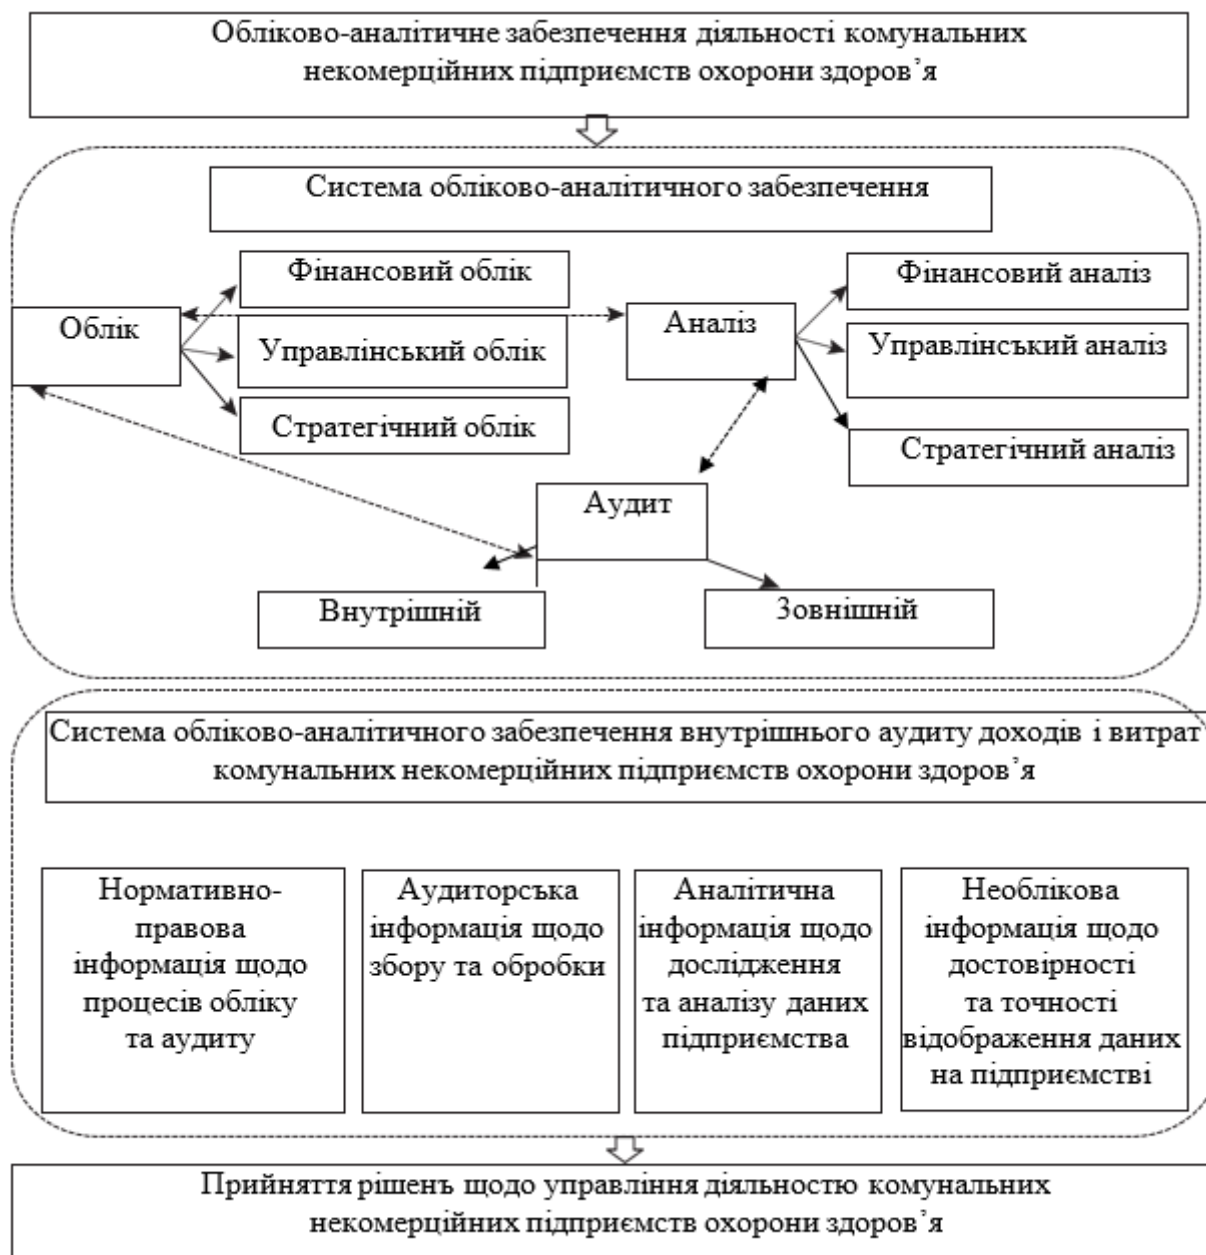 Обліково-аналітичне забезпечення діяльності комунальних
некомерційних підприємств охорони здоров’я
Система обліково-аналітичного забезпечення
Облік
Фінансовий облік
Управлінський облік
Стратегічний облік
Аналіз
Фінансовий аналіз
Управлінський аналіз
Стратегічний аналіз
Аудит
Внутрішній
Зовнішній
Система обліково-аналітичного забезпечення внутрішнього аудиту доходів і витрат
комунальних некомерційних підприємств охорони здоров’я
Нормативно-
правова
інформація щодо
процесів обліку
та аудиту
Аудиторська
інформація щодо
збору та обробки
Аналітична
інформація щодо
дослідження
та аналізу даних
підприємства
Необлікова
інформація щодо
достовірності
та точності
відображення даних
на підприємстві
Прийняття рішень щодо управління діяльністю комунальних
некомерційних підприємств охорони здоров’я